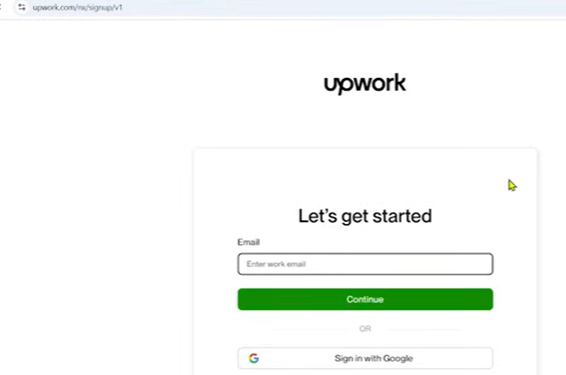 upwork.com/nx/signup/v1
upwork
Let's get started
Email
Enter work email
Continue
OR
Sign in with Google